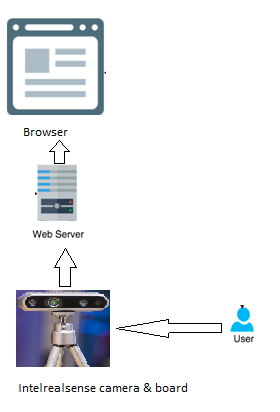 Browser
Web Server
User
Intelrealsense camera & board